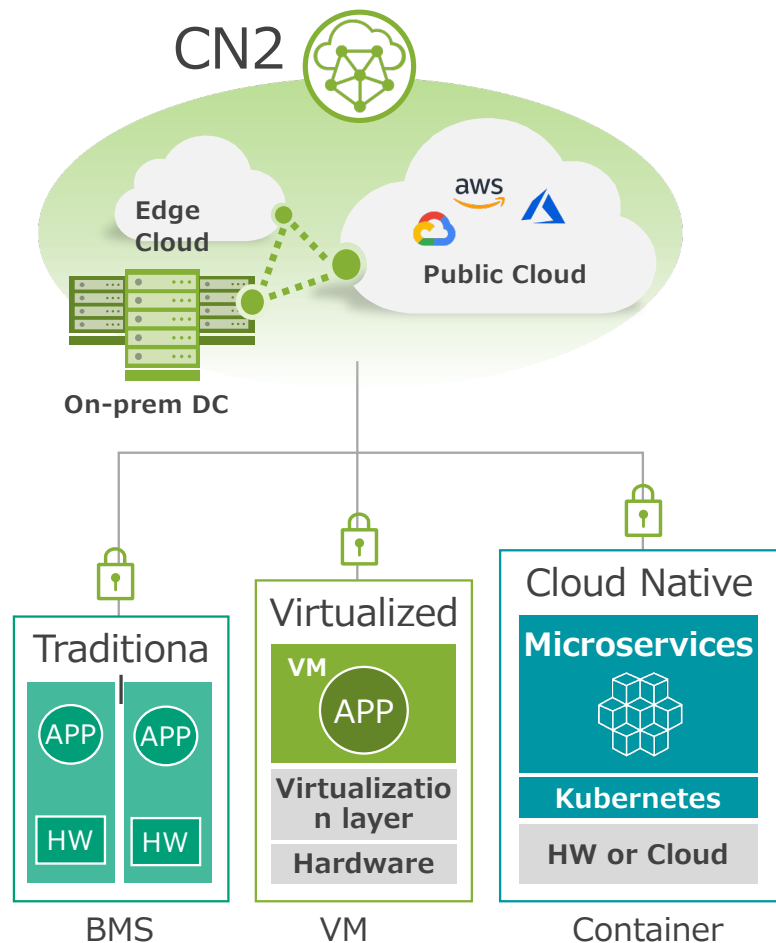 CN2
aws
Edge
Cloud
Public Cloud
On-prem DC
Traditiona
l
APP
APP
HW
HW
BMS
Virtualized
VM
APP
Virtualizatio
n layer
Hardware
VM
Cloud Native
Microservices
Kubernetes
HW or Cloud
Container